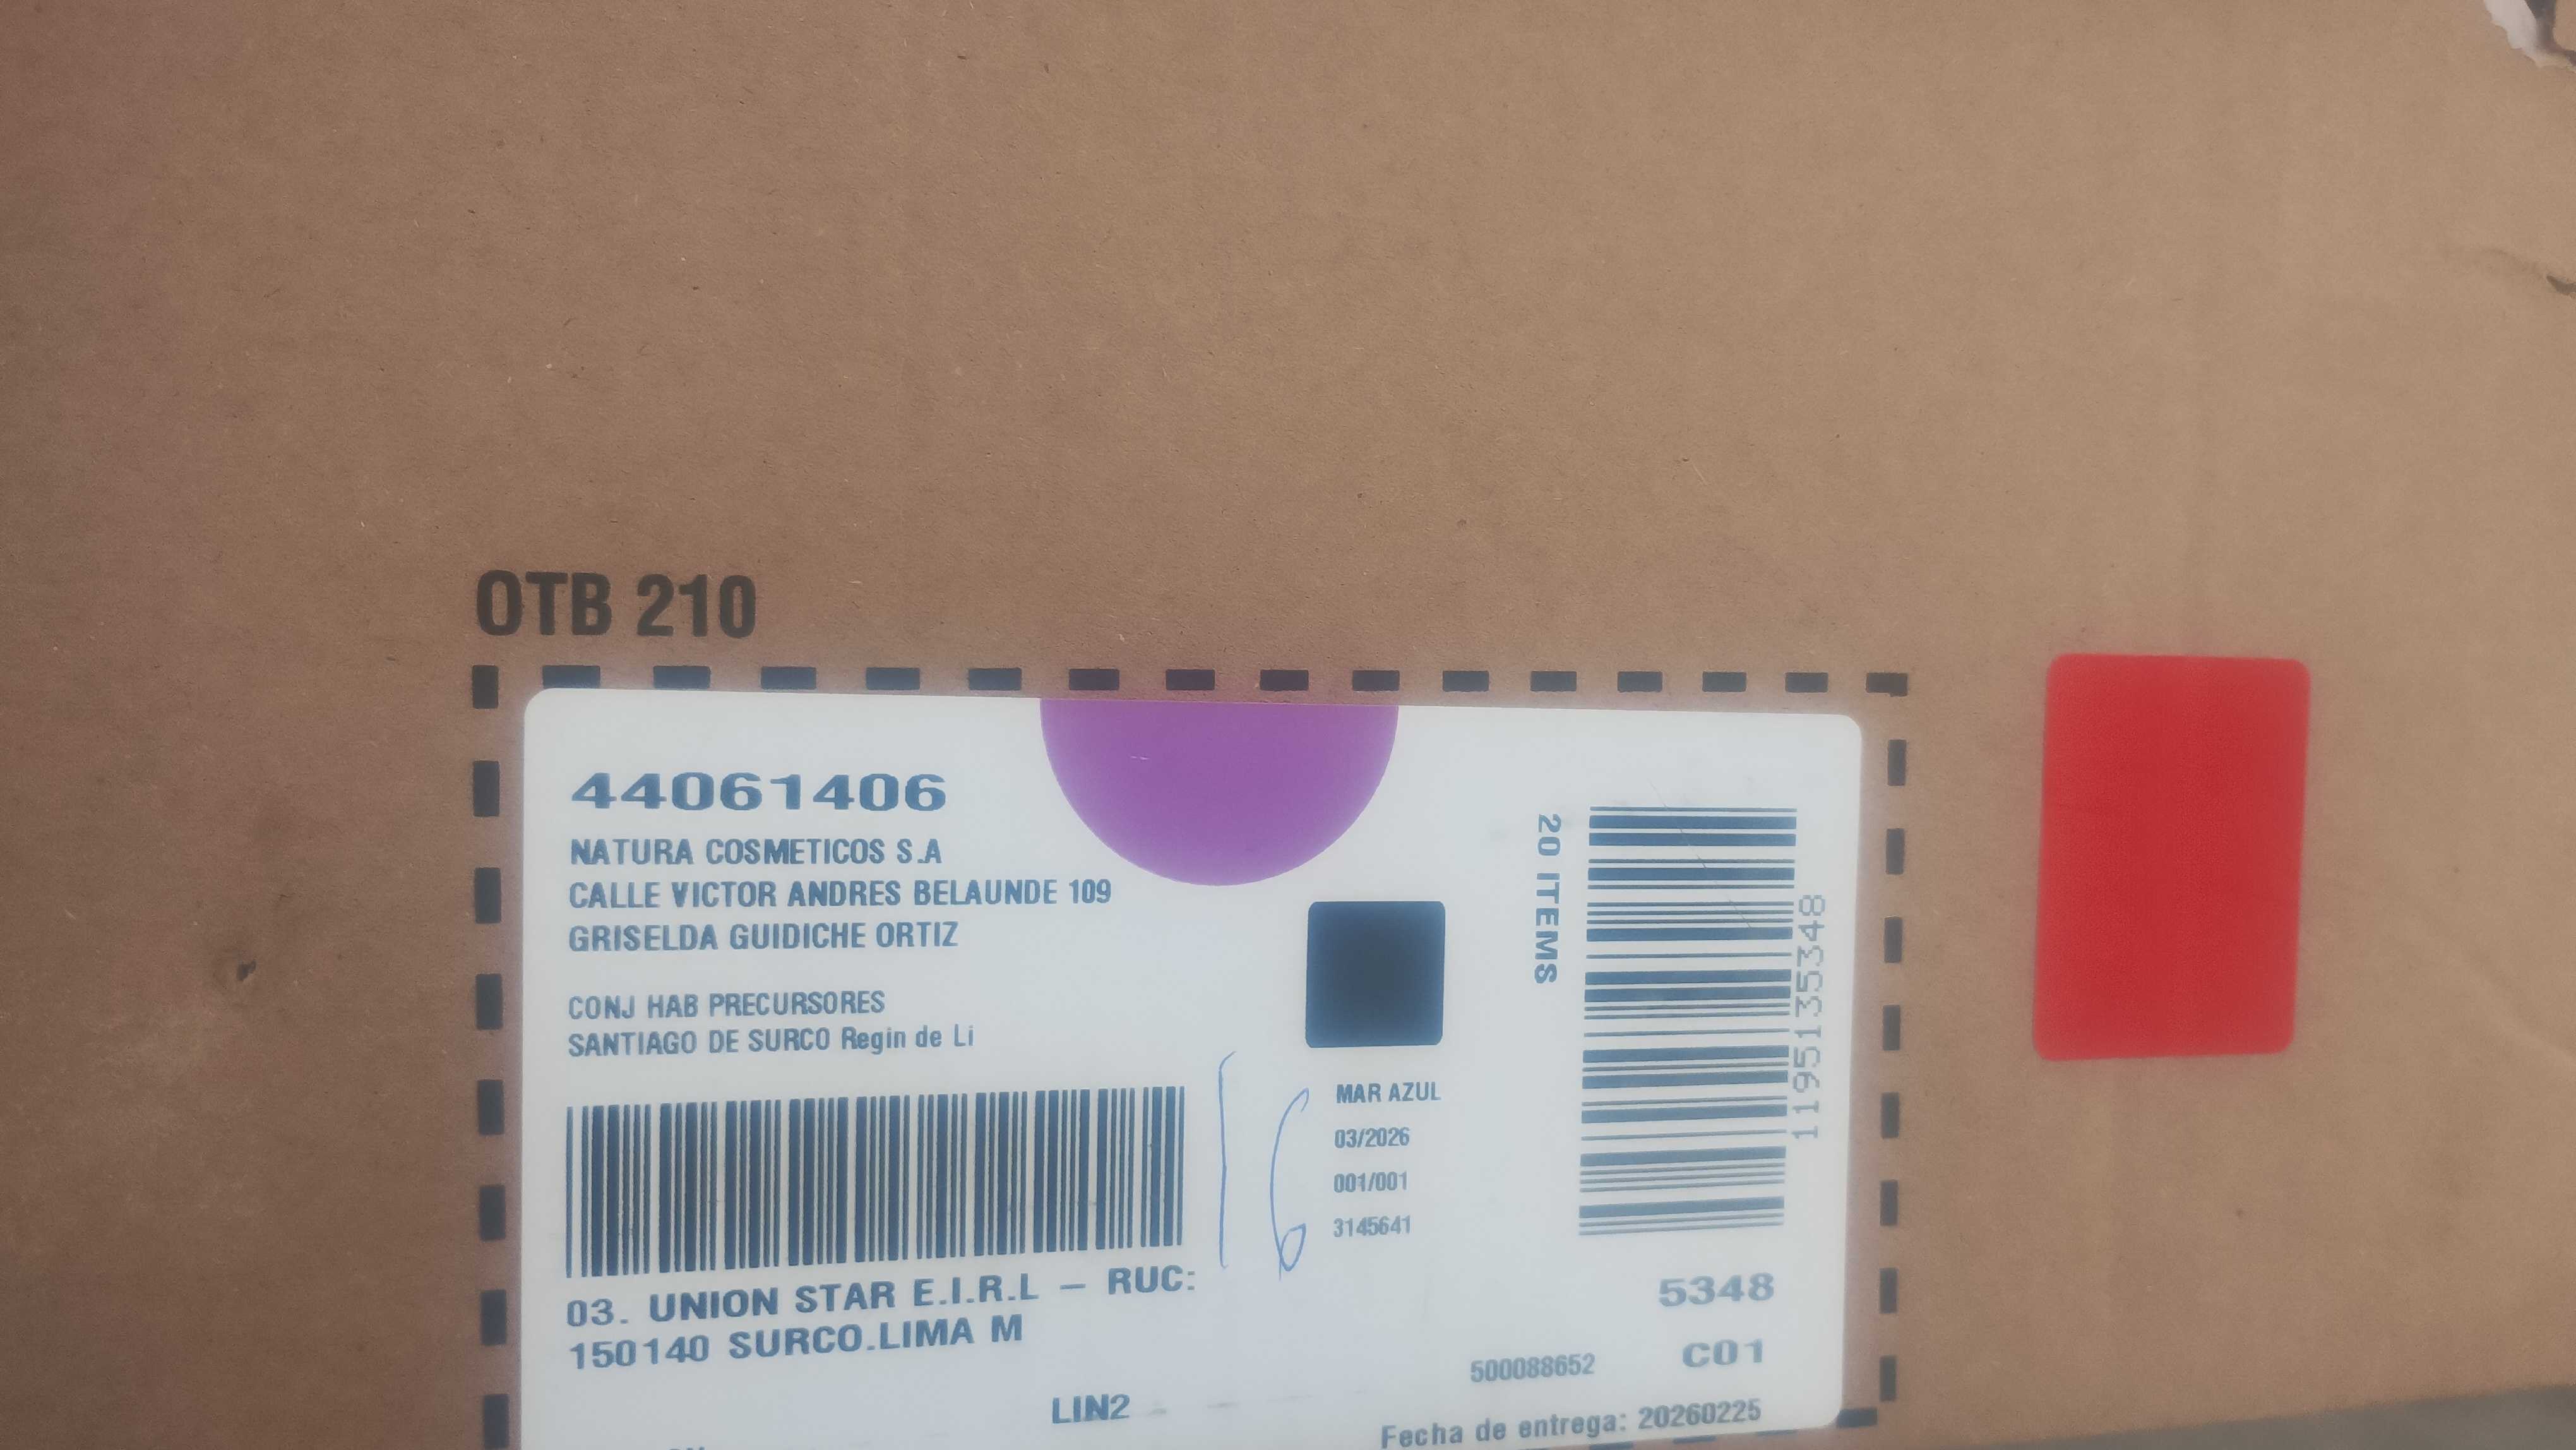 OTB 210
44061406
NATURA COSMETICOS S.A
CALLE VICTOR ANDRES BELAUNDE 109
GRISELDA GUIDICHE ORTIZ
CONJ HAB PRECURSORES
SANTIAGO DE SURCO Regin de Li
03. UNION STAR E.I.R.L – RUC:
150140 SURCO.LIMA M
LIN2
16
MAR AZUL
03/2026
001/001
3145641
20 ITEMS
1195135348
5348
C01
500088652
Fecha de entrega: 20260225